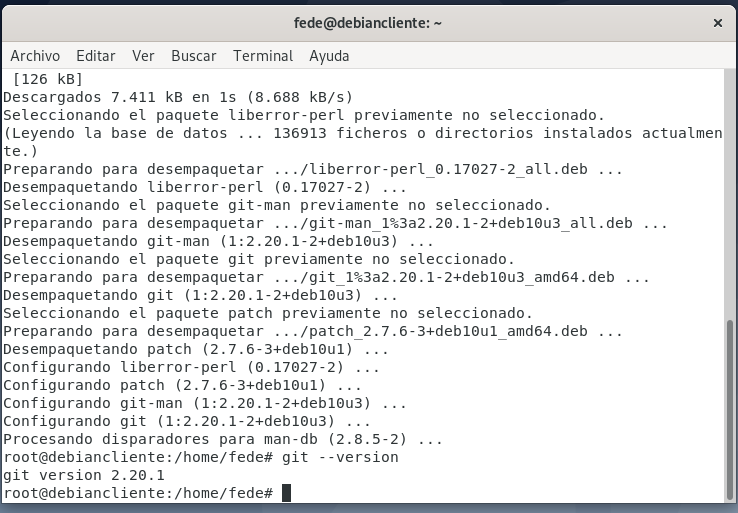 fede@debiancliente: ~
×
Archivo Editar Ver Buscar Terminal Ayuda
[126 kB]
Descargados 7.411 kB en 1s (8.688 kB/s)
Seleccionando el paquete liberror-perl previamente no seleccionado.
(Leyendo la base de datos ... 136913 ficheros o directorios instalados actualmen
te.)
Preparando para desempaquetar .../liberror-perl_0.17027-2_all.deb ...
Desempaquetando liberror-perl (0.17027-2) ...
Seleccionando el paquete git-man previamente no seleccionado.
Preparando para desempaquetar .../git-man_1%3a2.20.1-2+deb10u3_all.deb ...
Desempaquetando git-man (1:2.20.1-2+deb10u3) ...
Seleccionando el paquete git previamente no seleccionado.
Preparando para desempaquetar .../git_1%3a2.20.1-2+deb10u3_amd64.deb ...
Desempaquetando git (1:2.20.1-2+deb10u3) ...
Seleccionando el paquete patch previamente no seleccionado.
Preparando para desempaquetar .../patch_2.7.6-3+deb10u1_amd64.deb ...
Desempaquetando patch (2.7.6-3+deb10u1) ...
Configurando liberror-perl (0.17027-2) ...
Configurando patch (2.7.6-3+deb10u1) ...
Configurando git-man (1:2.20.1-2+deb10u3) ...
Configurando git (1:2.20.1-2+deb10u3) ...
Procesando disparadores para man-db (2.8.5-2) ...
root@debiancliente:/home/fede# git --version
git version 2.20.1
root@debiancliente:/home/fede#